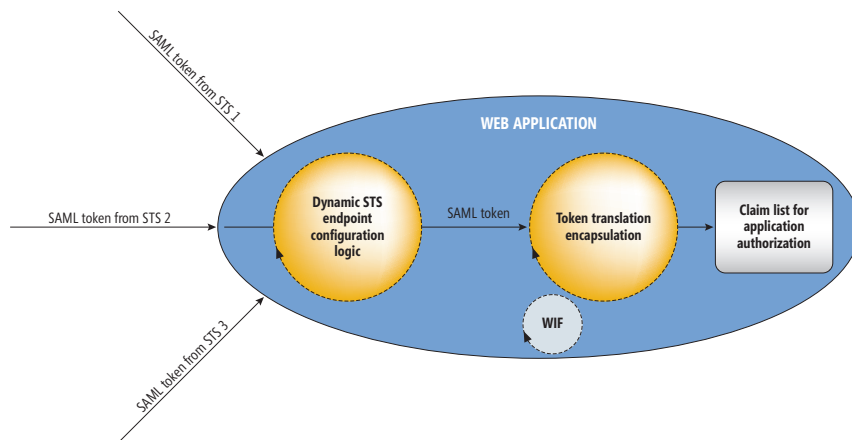 SAML token from STS 1
WEB APPLICATION
SAML token from STS 2
Dynamic STS
endpoint
configuration
logic
SAML token
Token translation
encapsulation
Claim list for
application
authorization
WIF
SAML token from STS 3